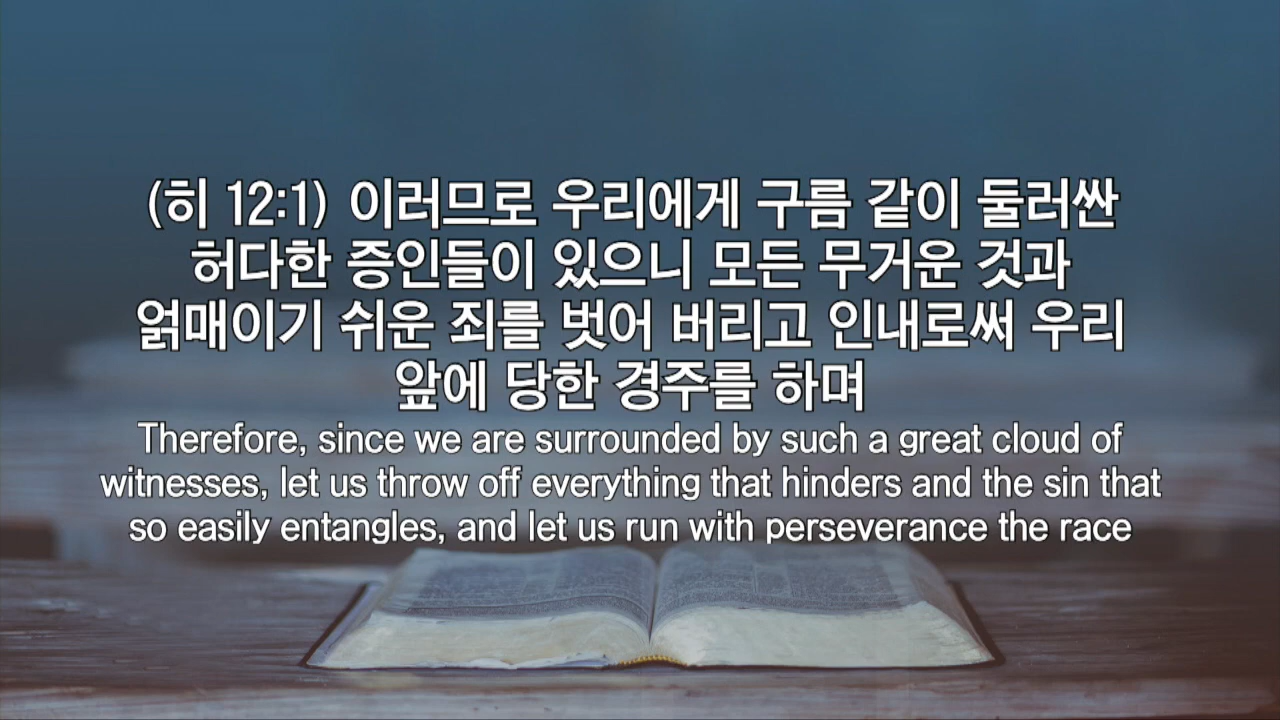 (히 12:1) 이러므로 우리에게 구름 같이 둘러싼
허다한 증인들이 있으니 모든 무거운 것과
얽매이기 쉬운 죄를 벗어 버리고 인내로써 우리
앞에 당한 경주를 하며
Therefore, since we are surrounded by such a great cloud of
witnesses, let us throw off everything that hinders and the sin that
so easily entangles, and let us run with perseverance the race